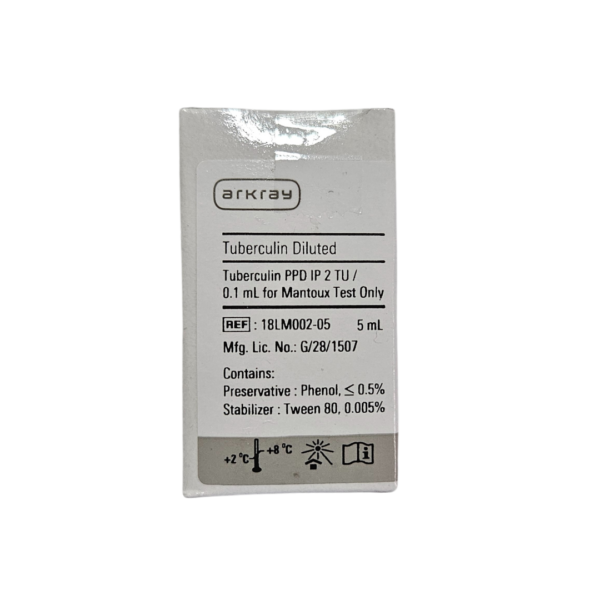 arkray
Tuberculin Diluted
Tuberculin PPD IP 2 TU /
0.1 mL for Mantoux Test Only
REF : 18LM002-05 5 mL
Mfg. Lic. No.: G/28/1507
Contains:
Preservative : Phenol, ≤ 0.5%
Stabilizer : Tween 80, 0.005%
+2 °C +8 °C i